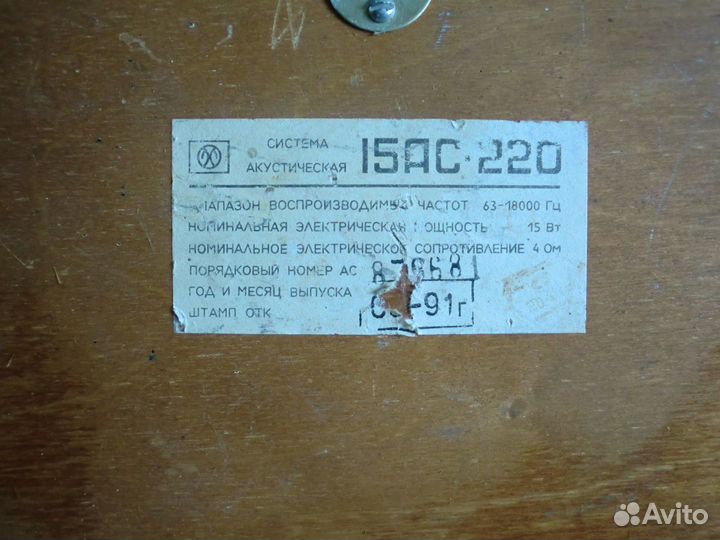 СИСТЕМА
АКУСТИЧЕСКАЯ
15АС-220
ВОСПРОИЗВОДИМЫХ ЧАСТОТ 63-18000 Гц
НОМИНАЛЬНАЯ ЭЛЕКТРИЧЕСКАЯ МОЩНОСТЬ 15 Вт
НОМИНАЛЬНОЕ ЭЛЕКТРИЧЕСКОЕ СОПРОТИВЛЕНИЕ 4 Ом
ПОРЯДКОВЫЙ НОМЕР АС
ГОД И МЕСЯЦ ВЫПУСКА -91г
ШТАМП ОТК
Avito